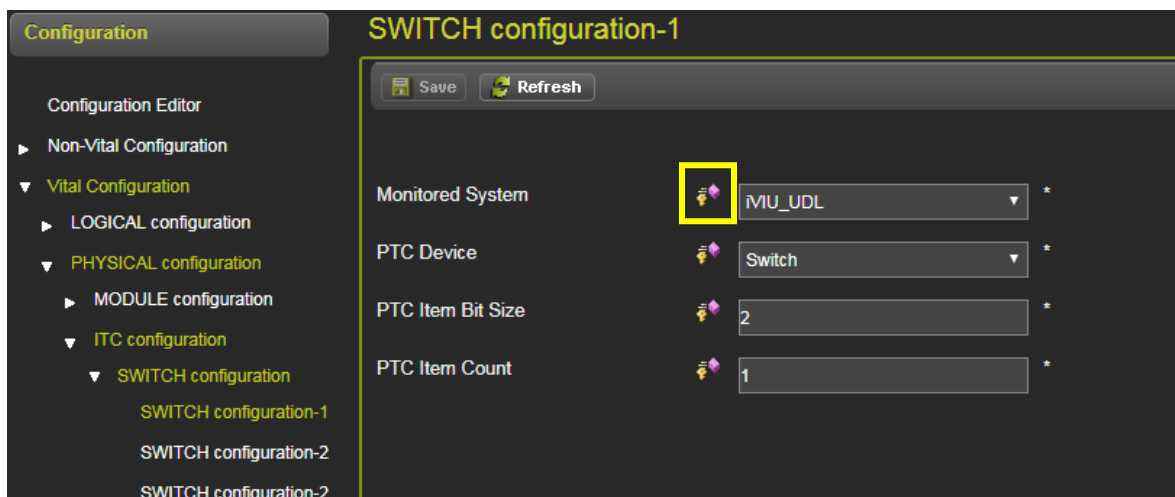 Configuration
SWITCH configuration-1
Save Refresh
Configuration Editor
Non-Vital Configuration
Vital Configuration
LOGICAL configuration
PHYSICAL configuration
MODULE configuration
ITC configuration
SWITCH configuration
SWITCH configuration-1
SWITCH configuration-2
SWITCH configuration-2
Monitored System iVIU_UDL *
PTC Device Switch *
PTC Item Bit Size 2 *
PTC Item Count 1 *